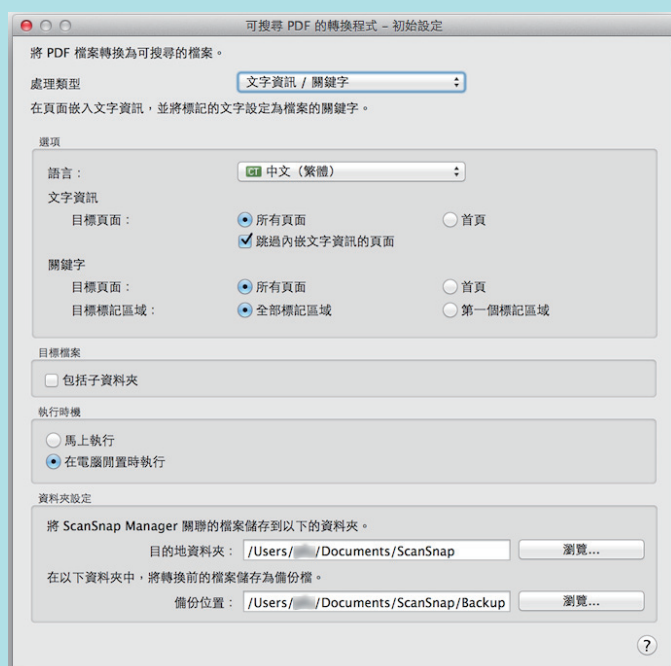 可搜尋 PDF 的轉換程式 – 初始設定
將 PDF 檔案轉換為可搜尋的檔案。
處理類型 文字資訊 / 關鍵字
在頁面嵌入文字資訊，並將標記的文字設定為檔案的關鍵字。
選項
語言： CT 中文（繁體）
文字資訊
目標頁面： 所有頁面 首頁
跳過內嵌文字資訊的頁面
關鍵字
目標頁面： 所有頁面 首頁
目標標記區域： 全部標記區域 第一個標記區域
目標檔案
包括子資料夾
執行時機
馬上執行
在電腦閒置時執行
資料夾設定
將 ScanSnap Manager 關聯的檔案儲存到以下的資料夾。
目的地資料夾： /Users/ /Documents/ScanSnap 瀏覽...
在以下資料夾中，將轉換前的檔案儲存為備份檔。
備份位置： /Users/ /Documents/ScanSnap/Backup 瀏覽...
?